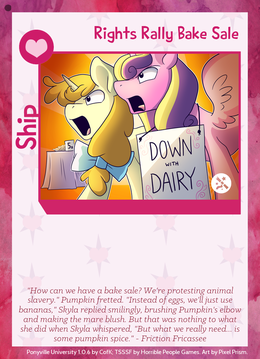 Rights Rally Bake Sale
Ship
DOWN
WITH
DAIRY
"How can we have a bake sale? We're protesting animal
slavery." Pumpkin fretted. "Instead of eggs, we'll just use
bananas," Skyla replied smilingly, brushing Pumpkin's elbow
and making the mare blush. But that was nothing to what
she did when Skyla whispered, "But what we really need... is
some pumpkin spice." - Friction Fricassee
Ponyville University 1.0.6 by CofK, TSSSF by Horrible People Games. Art by Pixel Prism.